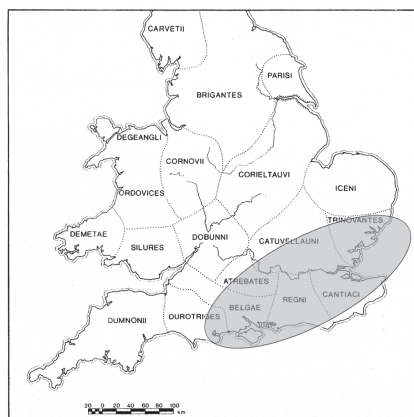 CARVETII
PARISI
BRIGANTES
DEGEANGLI
CORNOVII
CORIELTAUVI
ICENI
ORDOVICES
TRINOVANTES
DEMETAE
SILURES
DOBUNNI
CATUVELLAUNI
ATREBATES
CANTIACI
REGNI
BELGAE
DUROTRIGES
DUMNONII
20 0 20 40 60 80 100
km